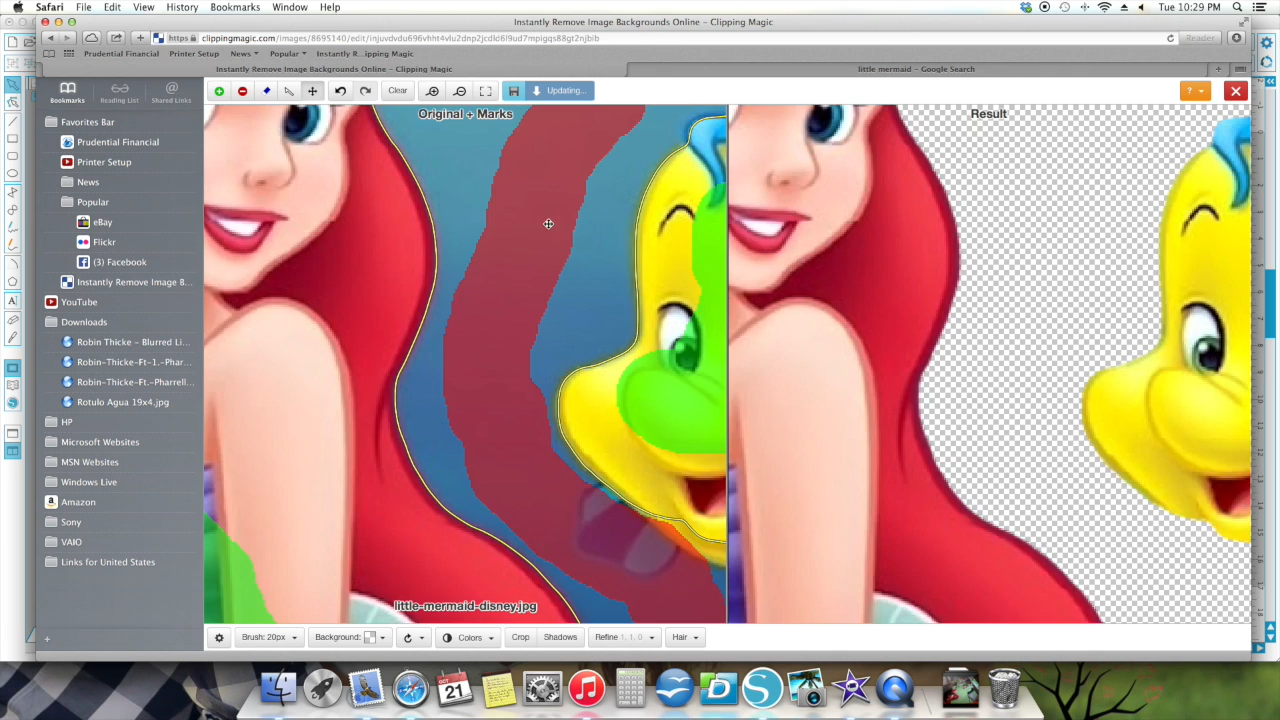 Safari File Edit View History Bookmarks Window Help Tue 10:29 PM
Instantly Remove Image Backgrounds Online – Clipping Magic
https clippingmagic.com/images/8695140/edit/injuvdvdu696vhht4vlu2dnp2jcdlc6l9ud7mpigqs88gt2njbib Reader
Prudential Financial Printer Setup News Popular Instantly R...ipping Magic
Instantly Remove Image Backgrounds Online – Clipping Magic little mermaid – Google Search
Bookmarks Reading List Shared Links
Clear Updating... ?
Original + Marks Result
Favorites Bar
Prudential Financial
Printer Setup
News
Popular
eBay
Flickr
(3) Facebook
Instantly Remove Image B...
YouTube
Downloads
Robin Thicke – Blurred Li...
Robin-Thicke-Ft-1.-Phar...
Robin-Thicke-Ft.-Pharrell...
Rotulo Agua 19x4.jpg
HP
Microsoft Websites
MSN Websites
Windows Live
Amazon
Sony
VAIO
Links for United States
little-mermaid-disney.jpg
Brush: 20px Background: Colors Crop Shadows Refine 1, 1, 0 Hair
OCT
21